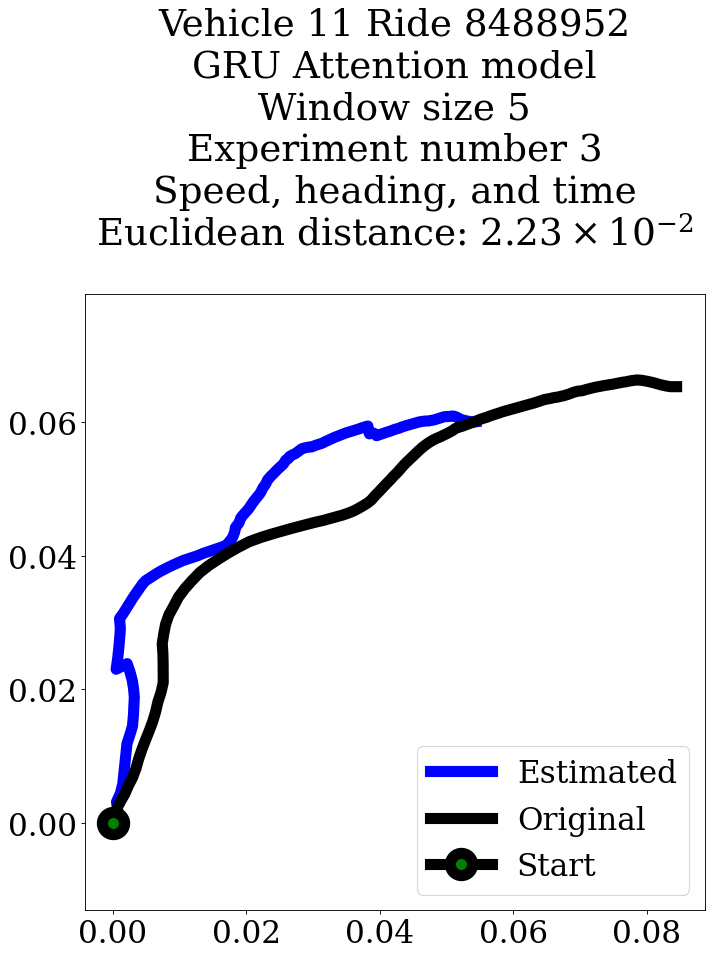 Vehicle 11 Ride 8488952
GRU Attention model
Window size 5
Experiment number 3
Speed, heading, and time
Euclidean distance: 2.23 × 10⁻²
0.06
0.04
0.02
0.00
Estimated
Original
Start
0.00 0.02 0.04 0.06 0.08